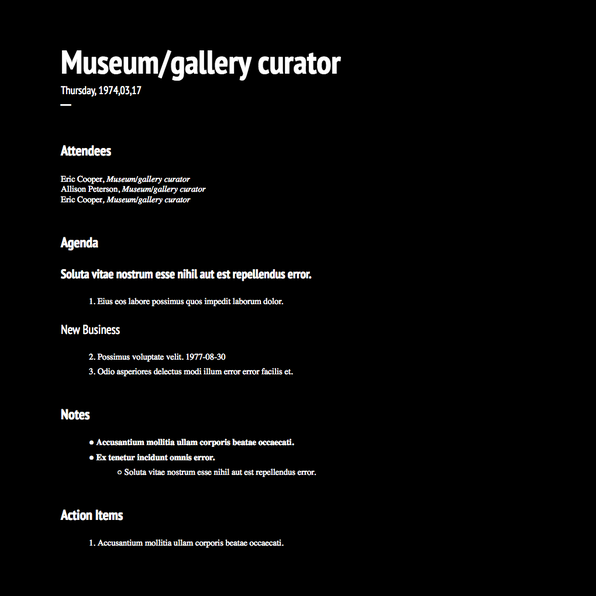 Museum/gallery curator
Thursday, 1974,03,17
Attendees
Eric Cooper, Museum/gallery curator
Allison Peterson, Museum/gallery curator
Eric Cooper, Museum/gallery curator
Agenda
Soluta vitae nostrum esse nihil aut est repellendus error.
1. Eius eos labore possimus quos impedit laborum dolor.
New Business
2. Possimus voluptate velit. 1977-08-30
3. Odio asperiores delectus modi illum error error facilis et.
Notes
● Accusantium mollitia ullam corporis beatae occaecati.
● Ex tenetur incidunt omnis error.
○ Soluta vitae nostrum esse nihil aut est repellendus error.
Action Items
1. Accusantium mollitia ullam corporis beatae occaecati.